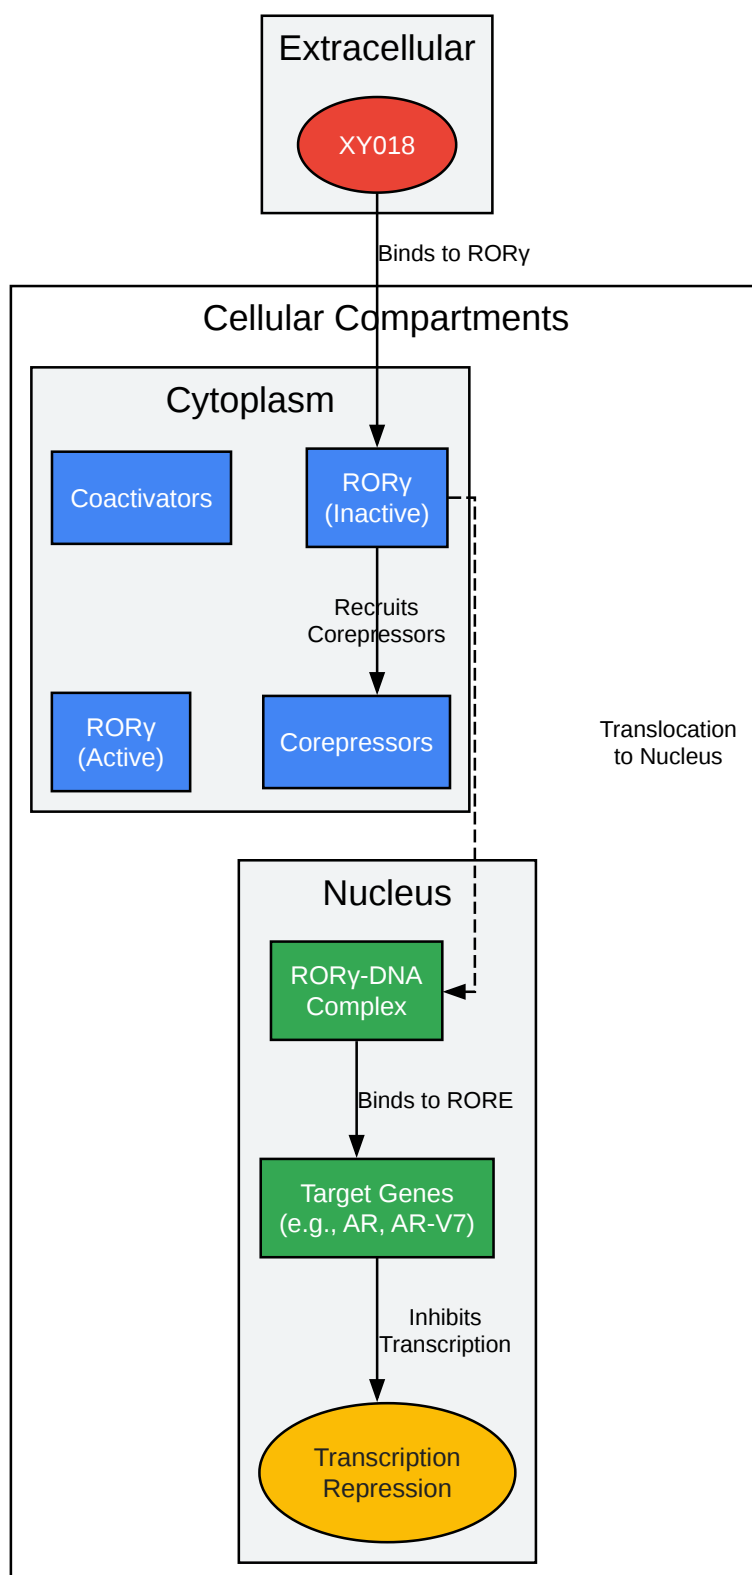 Extracellular
XY018
Binds to RORγ
Cellular Compartments
Cytoplasm
Coactivators
RORγ
(Inactive)
Recruits
Corepressors
RORγ
(Active)
Corepressors
Translocation
to Nucleus
Nucleus
RORγ-DNA
Complex
Binds to RORE
Target Genes
(e.g., AR, AR-V7)
Inhibits
Transcription
Transcription
Repression